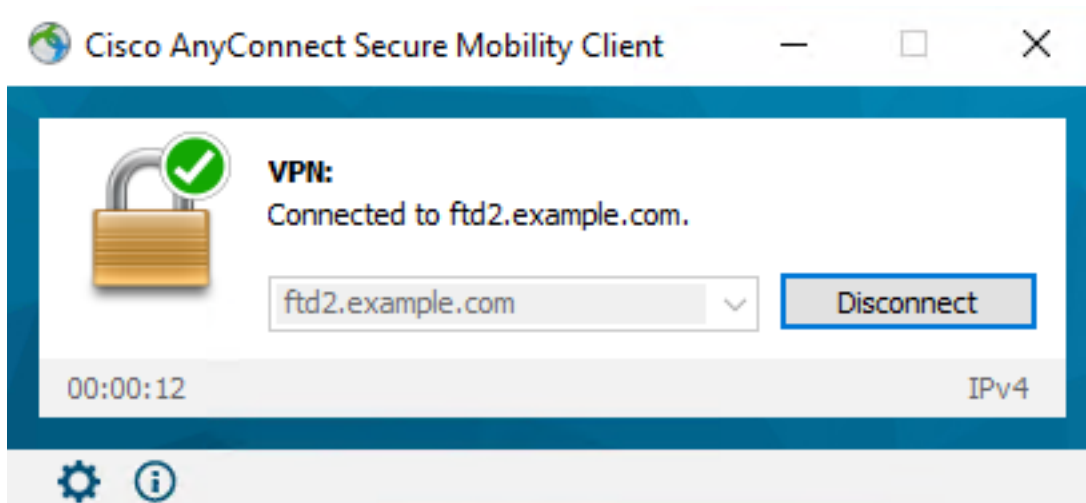 Cisco AnyConnect Secure Mobility Client
VPN:
Connected to ftd2.example.com.
ftd2.example.com
Disconnect
00:00:12
IPv4